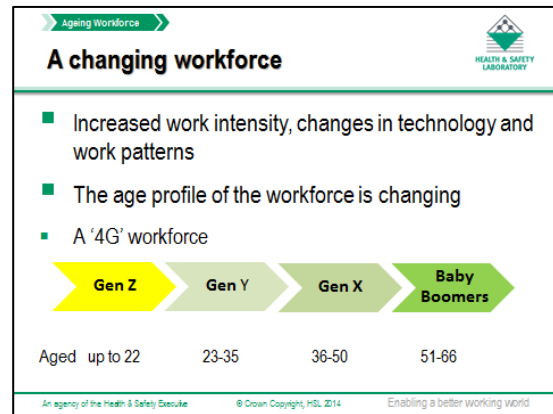 Ageing Workforce
A changing workforce
HEALTH & SAFETY
LABORATORY
Increased work intensity, changes in technology and
work patterns
The age profile of the workforce is changing
A '4G' workforce
Gen Z
Gen Y
Gen X
Baby
Boomers
Aged up to 22 23-35 36-50 51-66
An agency of the Health & Safety Executive © Crown Copyright, HSL 2014 Enabling a better working world